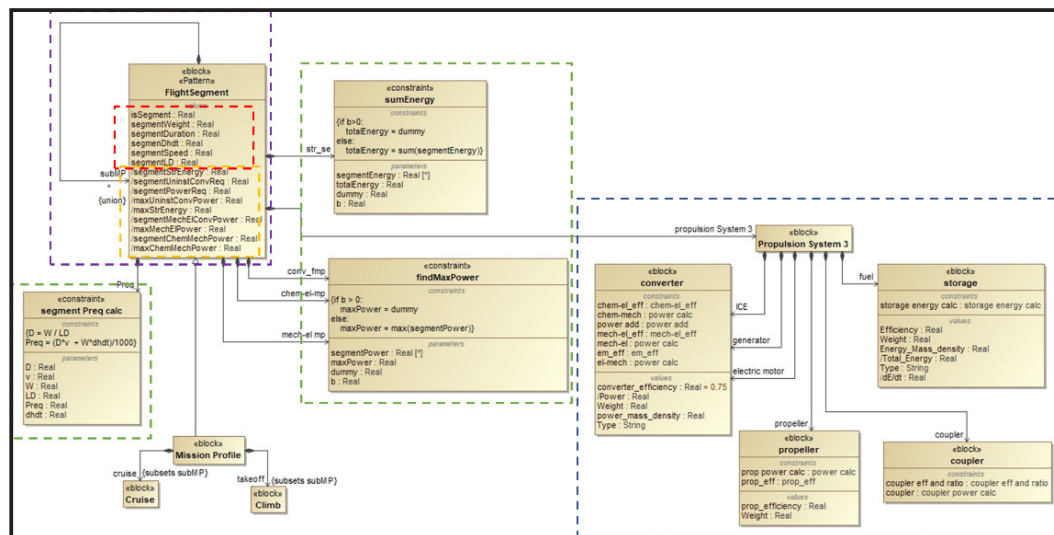 «block»
«Pattern»
FlightSegment
values
isSegment : Real
segmentWeight : Real
segmentDuration : Real
segmenDhdt : Real
segmentSpeed : Real
segmentLD : Real
/segmentStrEnergy : Real
/segmentUninstConvReq : Real
/segmentPowerReq : Real
/maxUninstConvPower : Real
/maxStrEnergy : Real
/segmentMechElConvPower : Real
/maxMechElPower : Real
/segmentChemMechPower : Real
/maxChemMechPower : Real
subMP
*
{union}
str_se
«constraint»
sumEnergy
constraints
{if b>0:
totalEnergy = dummy
else:
totalEnergy = sum(segmentEnergy)}
parameters
segmentEnergy : Real [*]
totalEnergy : Real
dummy : Real
b : Real
Preq
conv_fmp
chem-el-mp
mech-el mp
«constraint»
findMaxPower
constraints
{if b > 0:
maxPower = dummy
else:
maxPower = max(segmentPower)}
parameters
segmentPower : Real [*]
maxPower : Real
dummy : Real
b : Real
«constraint»
segment Preq calc
constraints
{D = W / LD
Preq = (D*v + W*dhdt)/1000}
parameters
D : Real
v : Real
W : Real
LD : Real
Preq : Real
dhdt : Real
«block»
Mission Profile
cruise
{subsets subMP}
takeoff
{subsets subMP}
«block»
Cruise
«block»
Climb
propulsion System 3
«block»
Propulsion System 3
ICE
generator
electric motor
fuel
propeller
coupler
«block»
converter
constraints
chem-el_eff : chem-el_eff
chem-mech : power calc
power add : power add
mech-el_eff : mech-el_eff
mech-el : power calc
em_eff : em_eff
el-mech : power calc
values
converter_efficiency : Real = 0.75
/Power : Real
Weight : Real
power_mass_density : Real
Type : String
«block»
storage
constraints
storage energy calc : storage energy calc
values
Efficiency : Real
Weight : Real
Energy_Mass_density : Real
/Total_Energy : Real
Type : String
/dE/dt : Real
«block»
propeller
constraints
prop power calc : power calc
prop_eff : prop_eff
values
prop_efficiency : Real
Weight : Real
«block»
coupler
constraints
coupler eff and ratio : coupler eff and ratio
coupler : coupler power calc